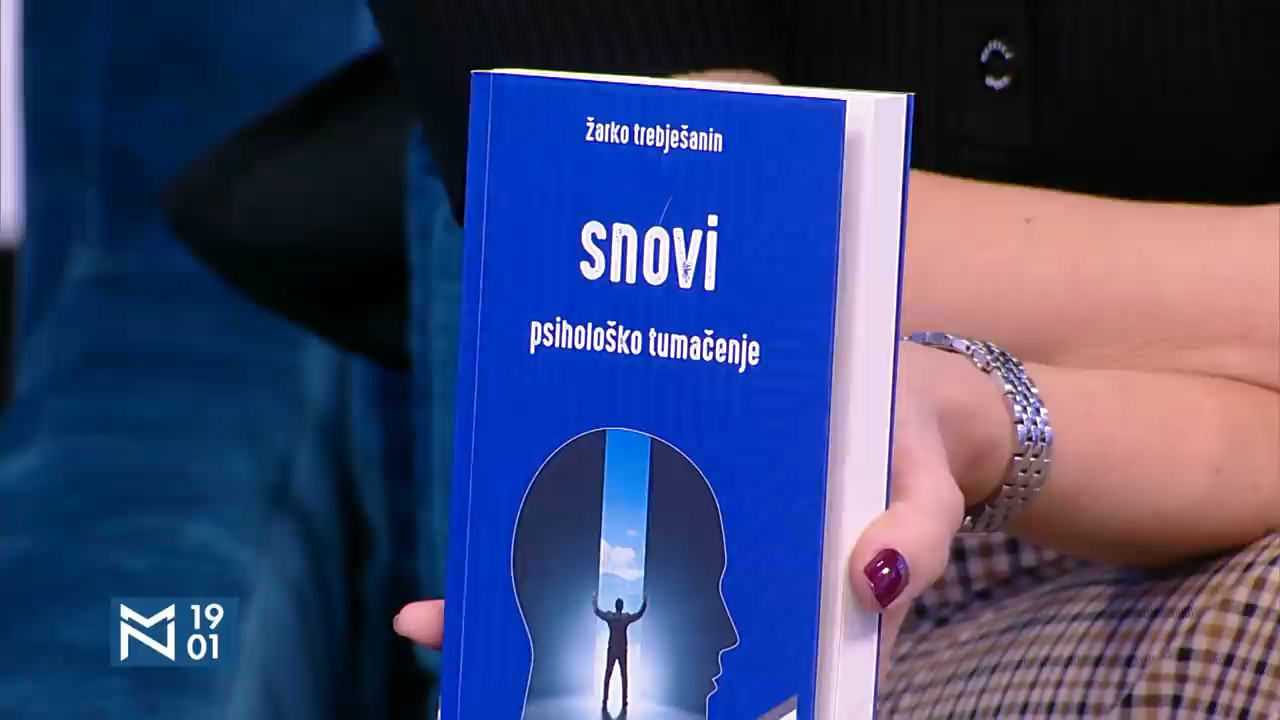 žarko trebješanin
snovi
psihološko tumačenje
19
01